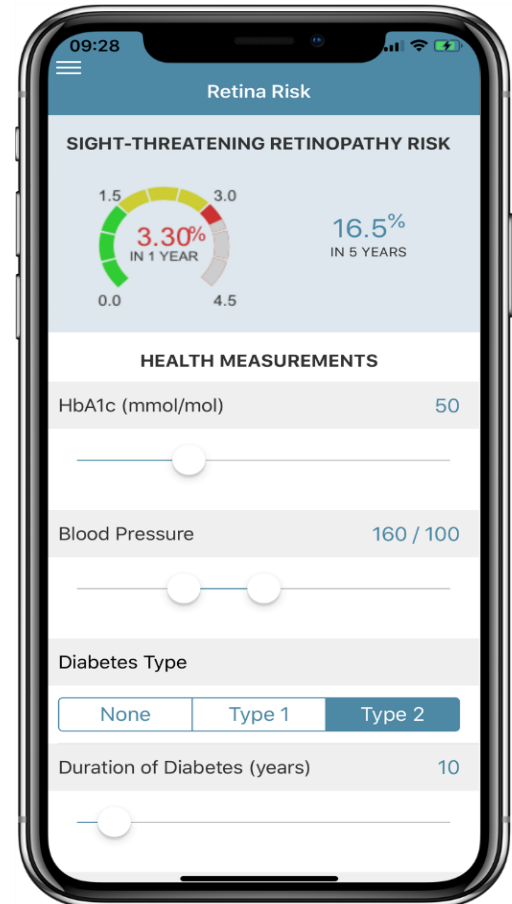 09:28
Retina Risk
SIGHT-THREATENING RETINOPATHY RISK
1.5 3.0
3.30%
IN 1 YEAR
0.0 4.5
16.5%
IN 5 YEARS
HEALTH MEASUREMENTS
HbA1c (mmol/mol) 50
Blood Pressure 160 / 100
Diabetes Type
None Type 1 Type 2
Duration of Diabetes (years) 10